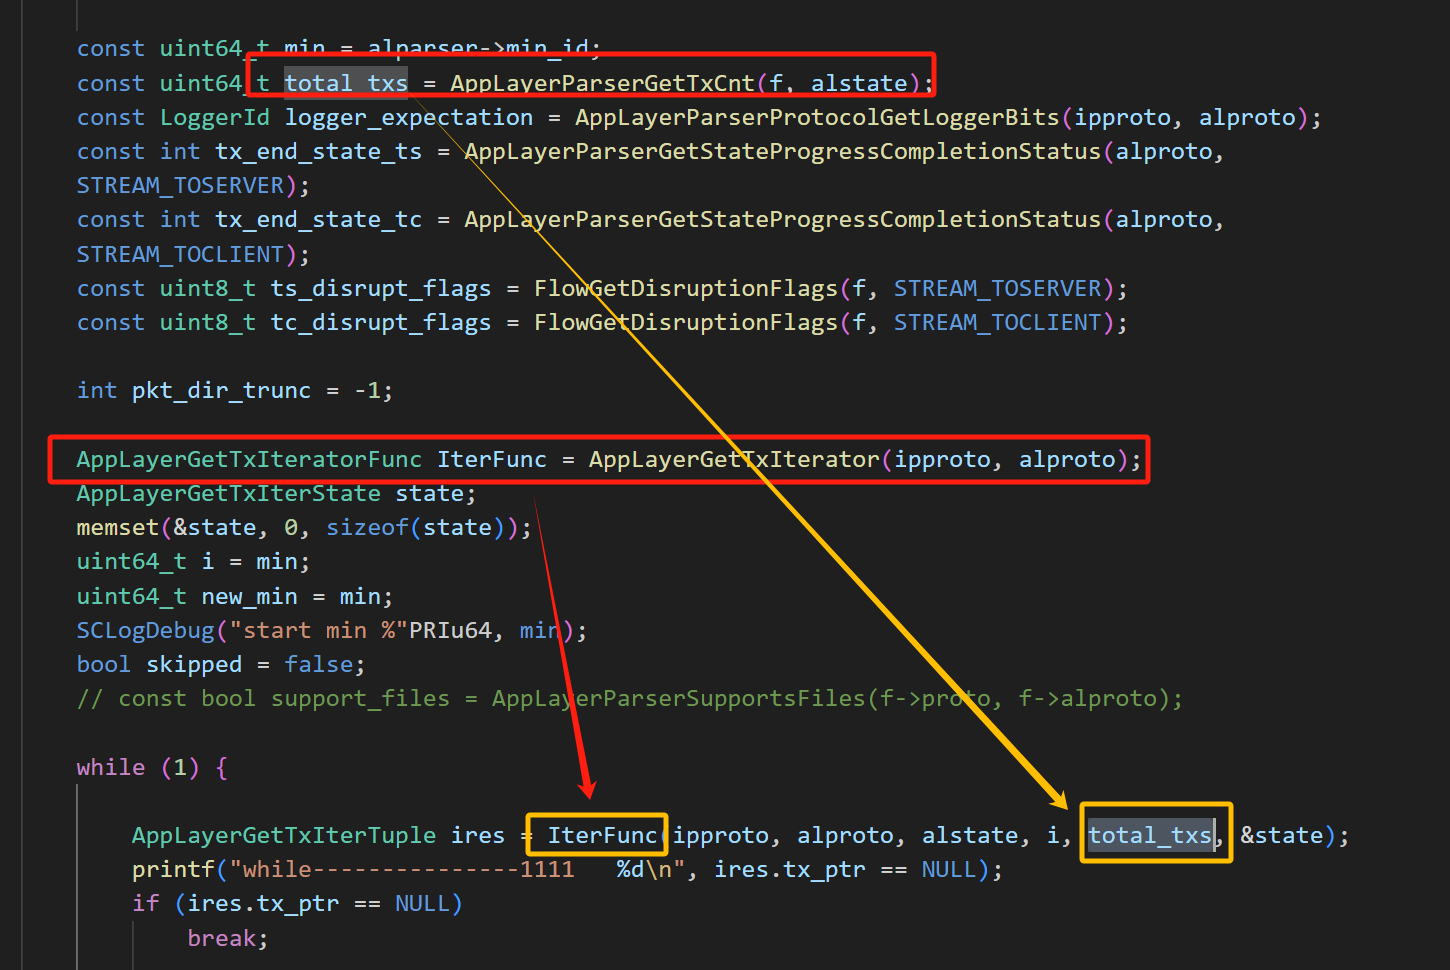 const uint64_t min = alparser->min_id;
const uint64_t total_txs = AppLayerParserGetTxCnt(f, alstate);
const LoggerId logger_expectation = AppLayerParserProtocolGetLoggerBits(ipproto, alproto);
const int tx_end_state_ts = AppLayerParserGetStateProgressCompletionStatus(alproto,
STREAM_TOSERVER);
const int tx_end_state_tc = AppLayerParserGetStateProgressCompletionStatus(alproto,
STREAM_TOCLIENT);
const uint8_t ts_disrupt_flags = FlowGetDisruptionFlags(f, STREAM_TOSERVER);
const uint8_t tc_disrupt_flags = FlowGetDisruptionFlags(f, STREAM_TOCLIENT);
int pkt_dir_trunc = -1;
AppLayerGetTxIteratorFunc IterFunc = AppLayerGetTxIterator(ipproto, alproto);
AppLayerGetTxIterState state;
memset(&state, 0, sizeof(state));
uint64_t i = min;
uint64_t new_min = min;
SCLogDebug("start min %"PRIu64, min);
bool skipped = false;
// const bool support_files = AppLayerParserSupportsFiles(f->proto, f->alproto);
while (1) {
AppLayerGetTxIterTuple ires = IterFunc(ipproto, alproto, alstate, i, total_txs, &state);
printf("while---------------1111   %d\n", ires.tx_ptr == NULL);
if (ires.tx_ptr == NULL)
break;